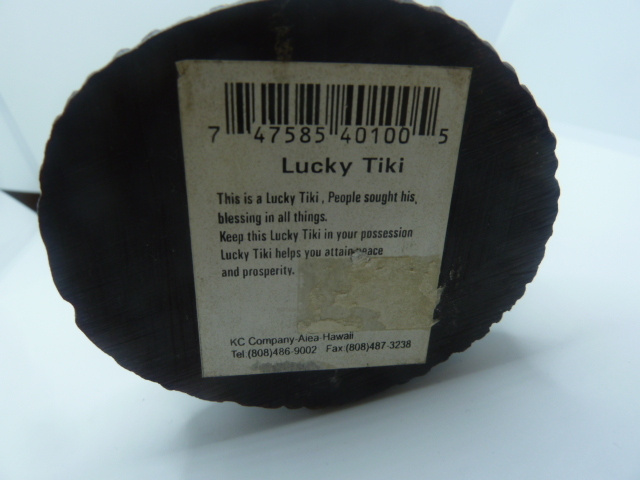 7 47585 40100 5
Lucky Tiki
This is a Lucky Tiki , People sought his,
blessing in all things.
Keep this Lucky Tiki in your possession
Lucky Tiki helps you attain peace
and prosperity.
KC Company-Aiea-Hawaii
Tel:(808)486-9002 Fax:(808)487-3238